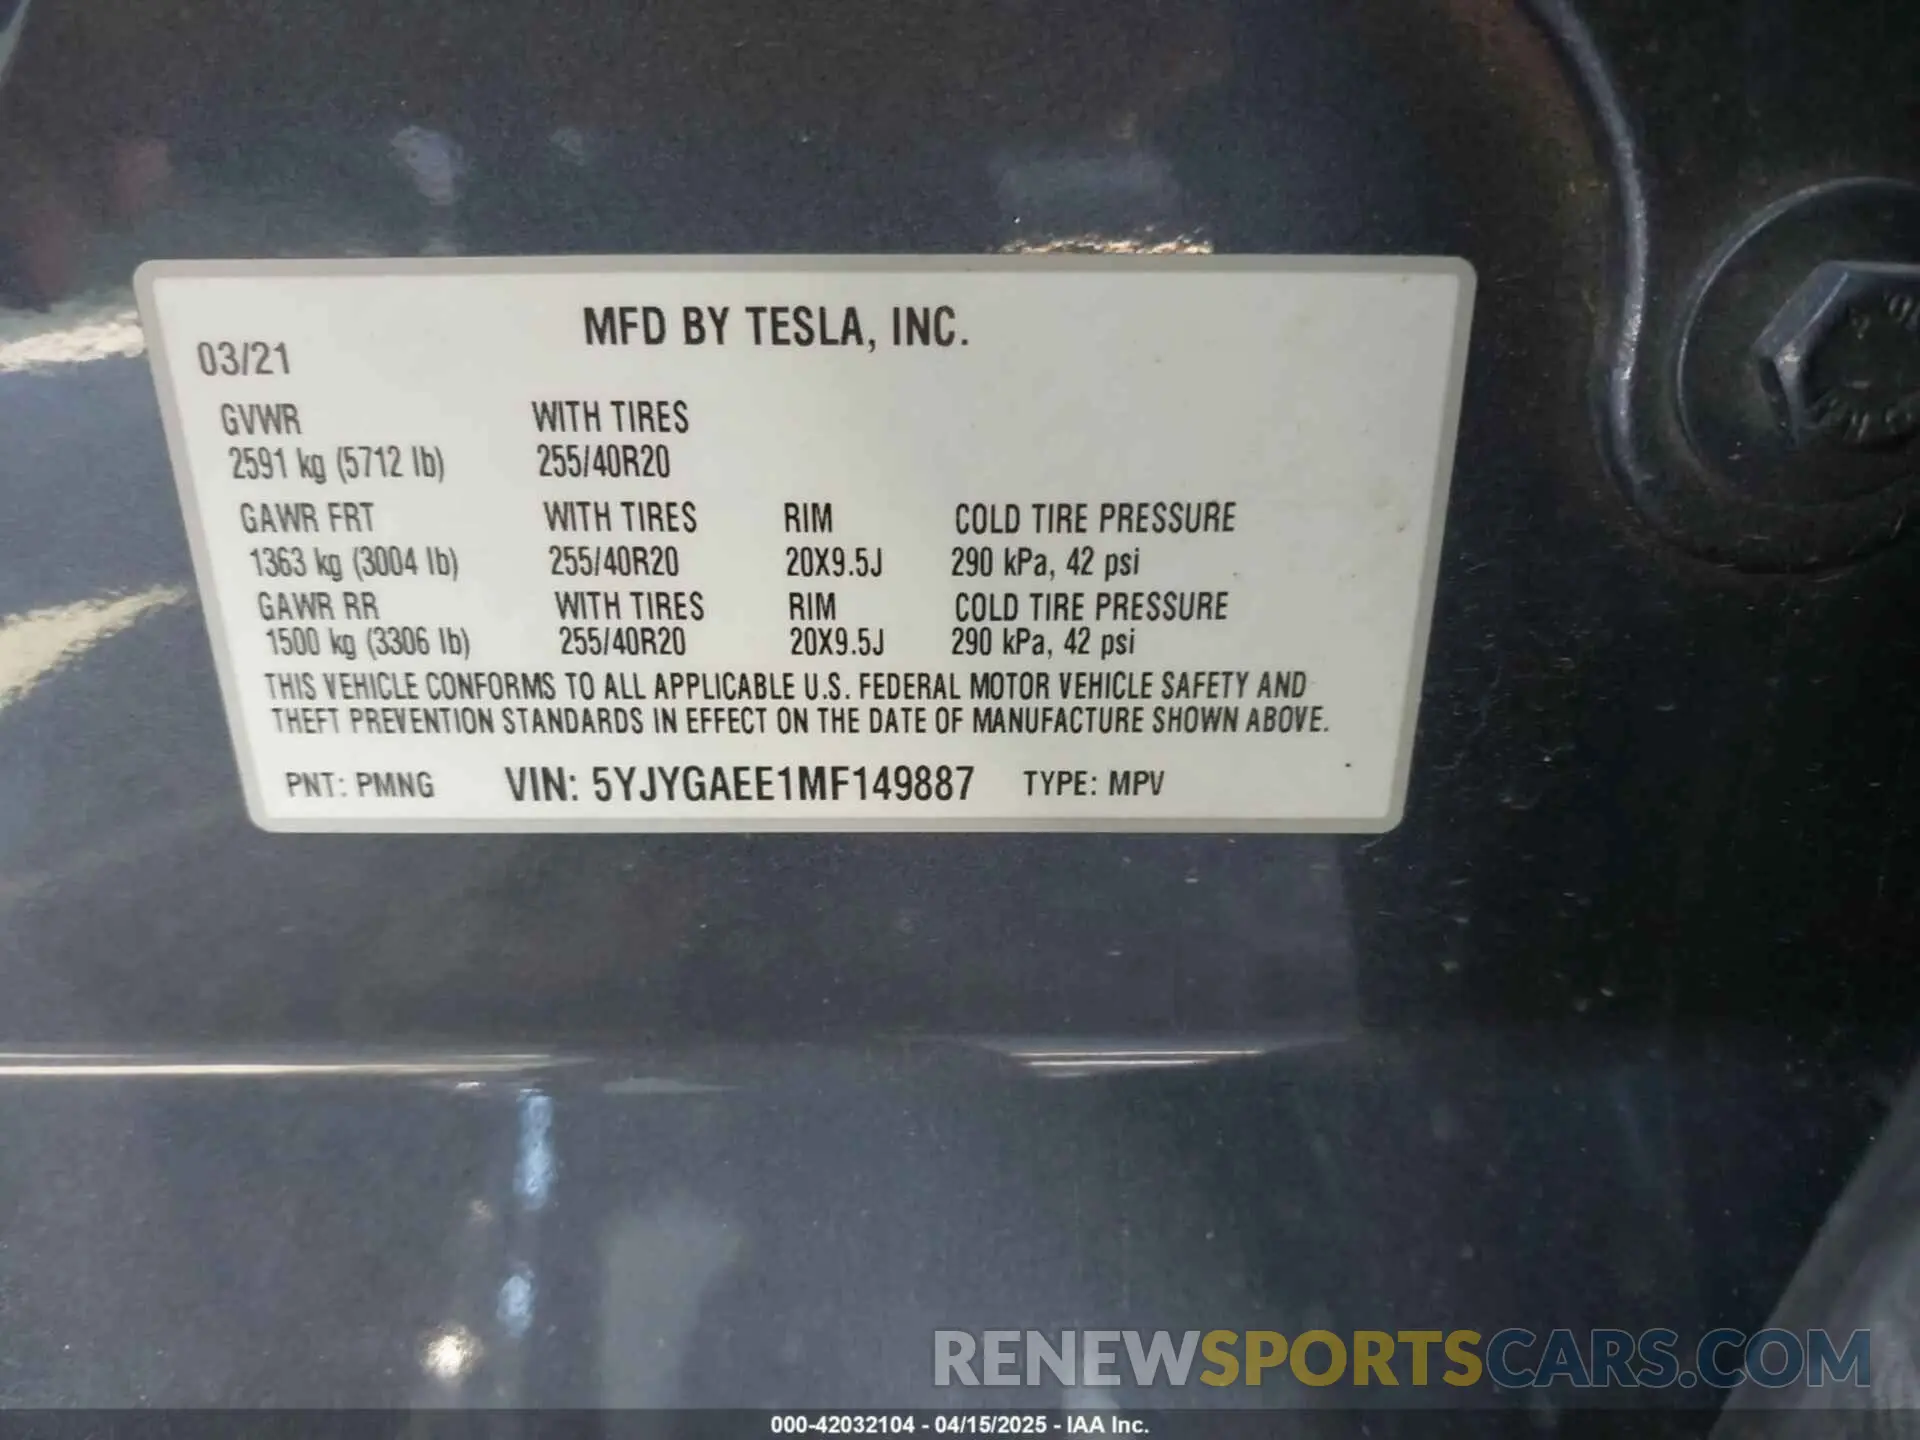 MFD BY TESLA, INC.
03/21
GVWR WITH TIRES
2591 kg (5712 lb) 255/40R20
GAWR FRT WITH TIRES RIM COLD TIRE PRESSURE
1363 kg (3004 lb) 255/40R20 20X9.5J 290 kPa, 42 psi
GAWR RR WITH TIRES RIM COLD TIRE PRESSURE
1500 kg (3306 lb) 255/40R20 20X9.5J 290 kPa, 42 psi
THIS VEHICLE CONFORMS TO ALL APPLICABLE U.S. FEDERAL MOTOR VEHICLE SAFETY AND
THEFT PREVENTION STANDARDS IN EFFECT ON THE DATE OF MANUFACTURE SHOWN ABOVE.
PNT: PMNG VIN: 5YJYGAEE1MF149887 TYPE: MPV
RENEWSPORTSCARS.COM
000-42032104 - 04/15/2025 - IAA Inc.